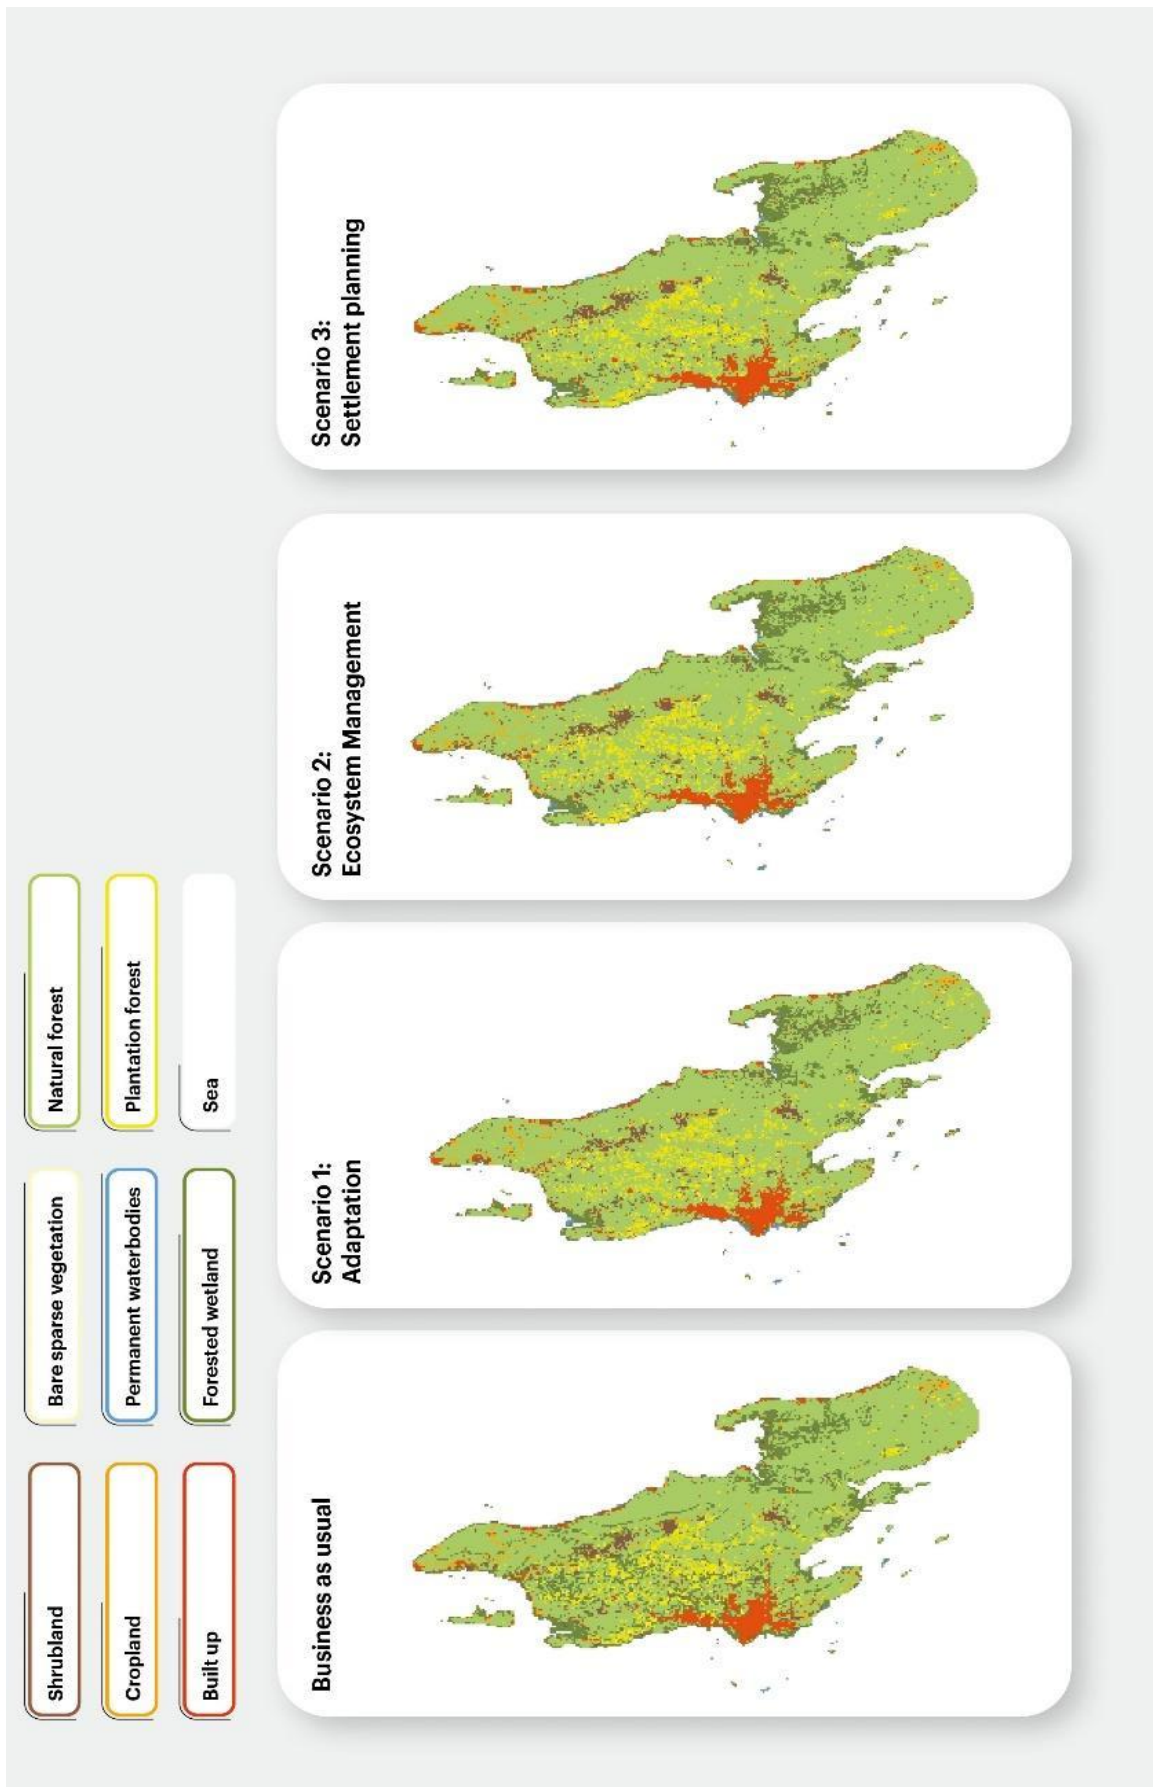 Shrubland
Bare sparse vegetation
Natural forest
Cropland
Permanent waterbodies
Plantation forest
Built up
Forested wetland
Sea
Business as usual
Scenario 1:
Adaptation
Scenario 2:
Ecosystem Management
Scenario 3:
Settlement planning